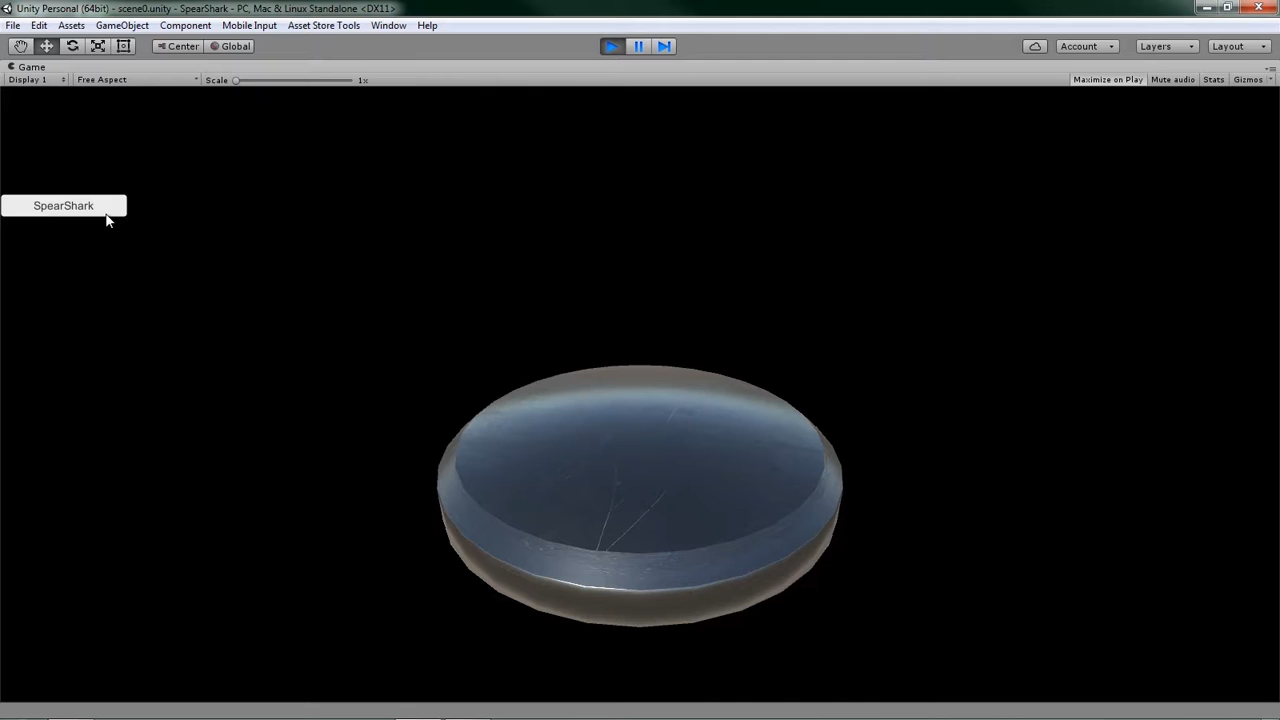 Unity Personal (64bit) - scene0.unity - SpearShark - PC, Mac & Linux Standalone <DX11>
File Edit Assets GameObject Component Mobile Input Asset Store Tools Window Help
Center Global Account Layers Layout
Game
Display 1 Free Aspect Scale 1x Maximize on Play Mute audio Stats Gizmos
SpearShark